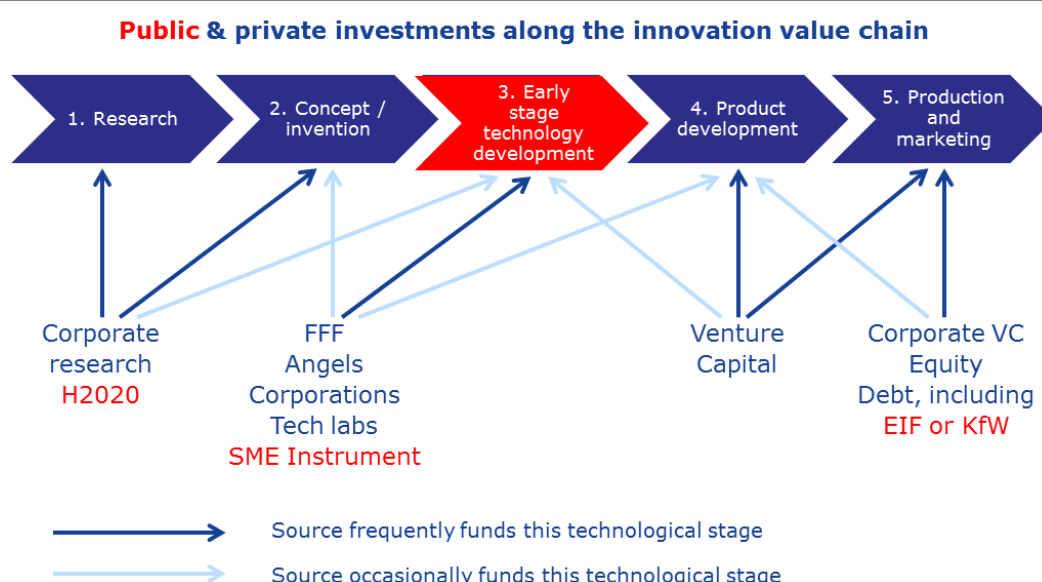 Public & private investments along the innovation value chain
1. Research
2. Concept /
invention
3. Early
stage
technology
development
4. Product
development
5. Production
and
marketing
Corporate
research
H2020
FFF
Angels
Corporations
Tech labs
SME Instrument
Venture
Capital
Corporate VC
Equity
Debt, including
EIF or KfW
Source frequently funds this technological stage
Source occasionally funds this technological stage